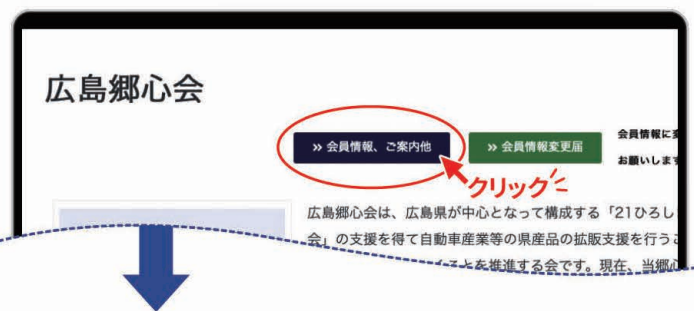 広島郷心会
» 会員情報、ご案内他
» 会員情報変更届
会員情報に変
お願いします
クリック
広島郷心会は、広島県が中心となって構成する「21ひろし
会」の支援を得て自動車産業等の県産品の拡販支援を行うこ
ことを推進する会です。現在、当郷心